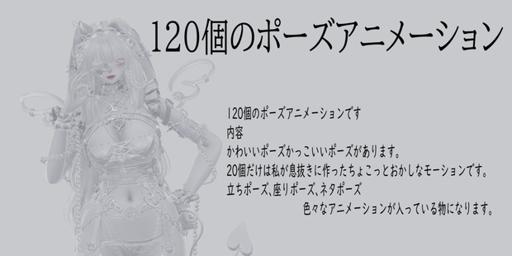 120個のポーズアニメーション
120個のポーズアニメーションです
内容
かわいいポーズかっこいいポーズがあります。
20個だけは私が息抜きに作ったちょこっとおかしなモーションです。
立ちポーズ、座りポーズ、ネタポーズ
色々なアニメーションが入っている物になります。